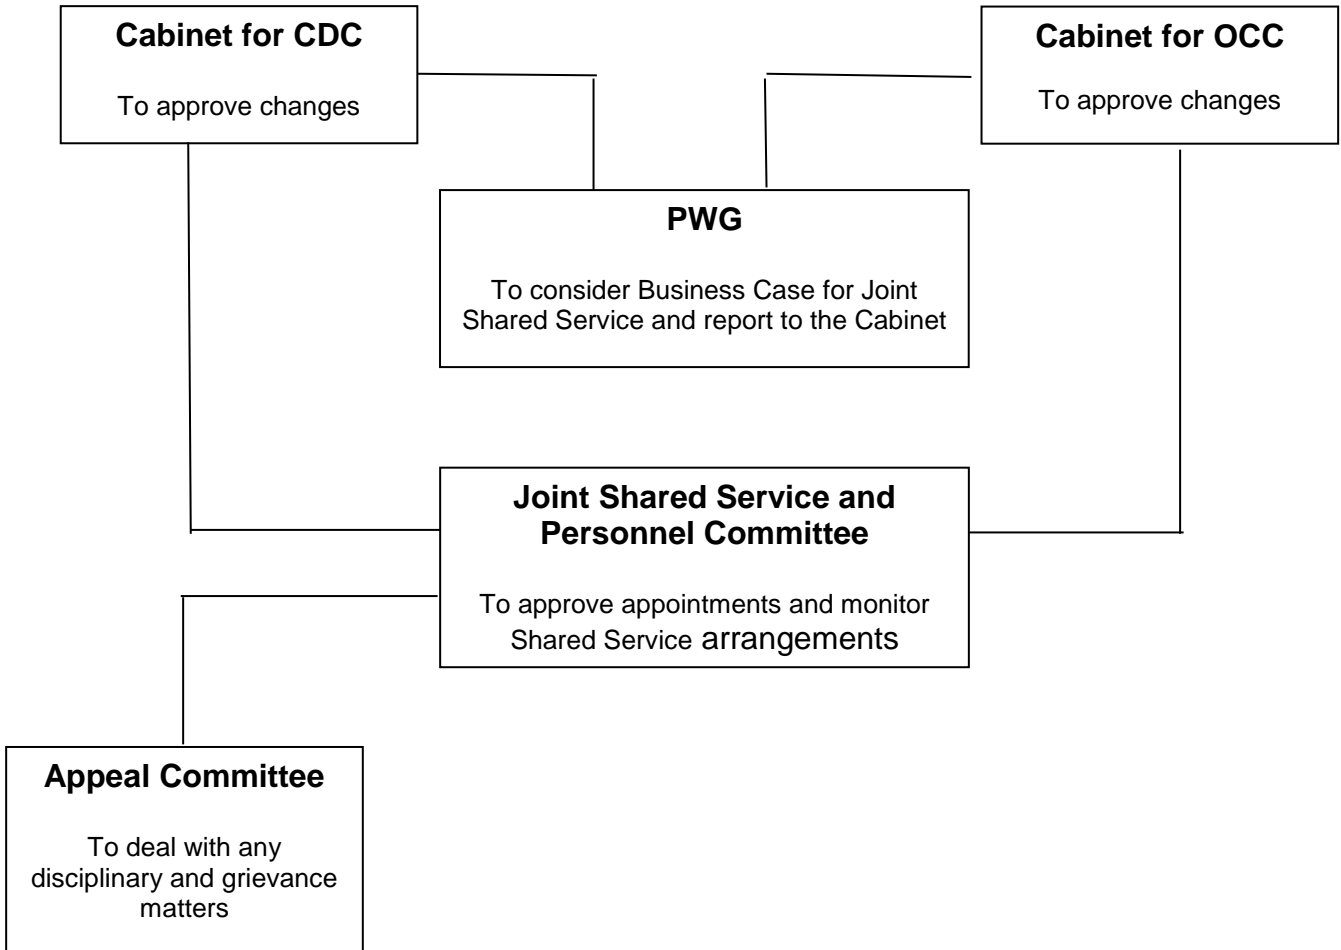 Cabinet for CDC
To approve changes
Cabinet for OCC
To approve changes
PWG
To consider Business Case for Joint
Shared Service and report to the Cabinet
Joint Shared Service and
Personnel Committee
To approve appointments and monitor
Shared Service arrangements
Appeal Committee
To deal with any
disciplinary and grievance
matters